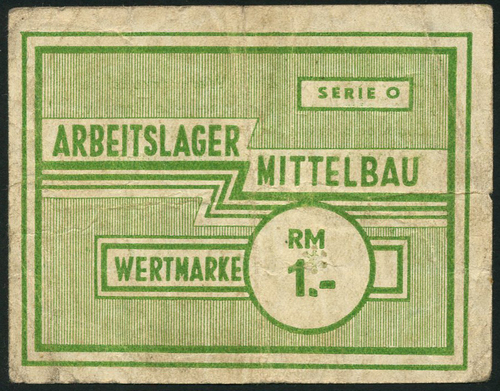 SERIE O
ARBEITSLAGER
MITTELBAU
WERTMARKE
RM
1.-